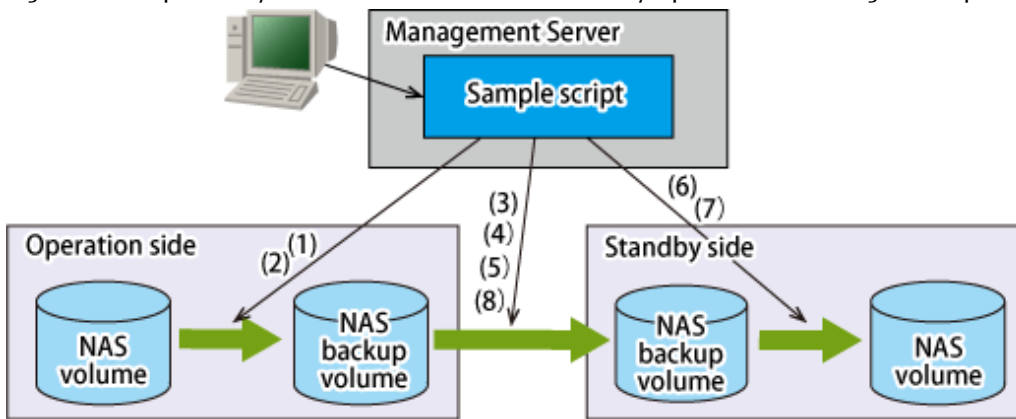 Management Server
Sample script
(6)
(7)
(3)
(4)
(5)
(8)
Operation side
(1)
(2)
Standby side
NAS
volume
NAS
backup
volume
NAS
backup
volume
NAS
volume